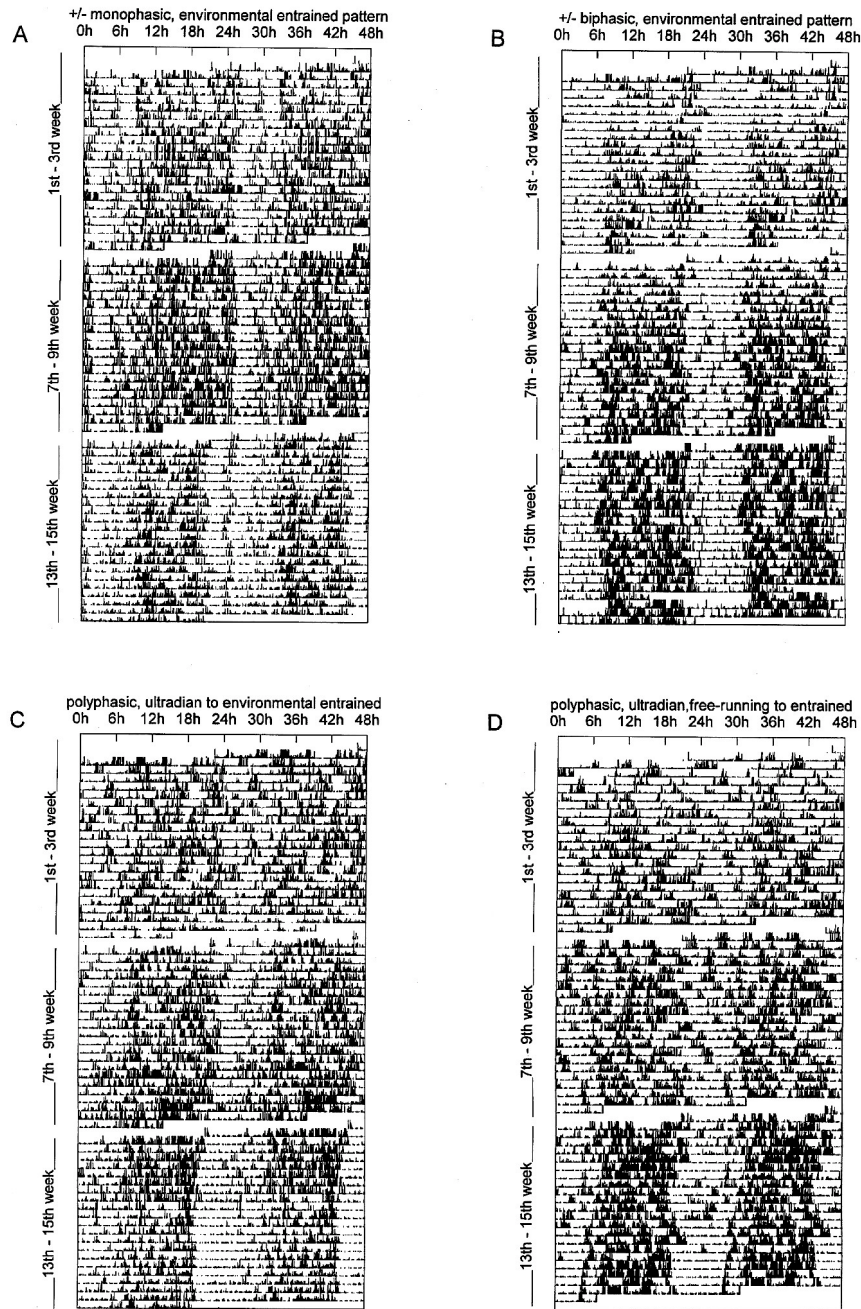 A
+/- monophasic, environmental entrained pattern
0h 6h 12h 18h 24h 30h 36h 42h 48h
1st - 3rd week
7th - 9th week
13th - 15th week
B
+/- biphasic, environmental entrained pattern
0h 6h 12h 18h 24h 30h 36h 42h 48h
1st - 3rd week
7th - 9th week
13th - 15th week
C
polyphasic, ultradian to environmental entrained
0h 6h 12h 18h 24h 30h 36h 42h 48h
1st - 3rd week
7th - 9th week
13th - 15th week
D
polyphasic, ultradian,free-running to entrained
0h 6h 12h 18h 24h 30h 36h 42h 48h
1st - 3rd week
7th - 9th week
13th - 15th week